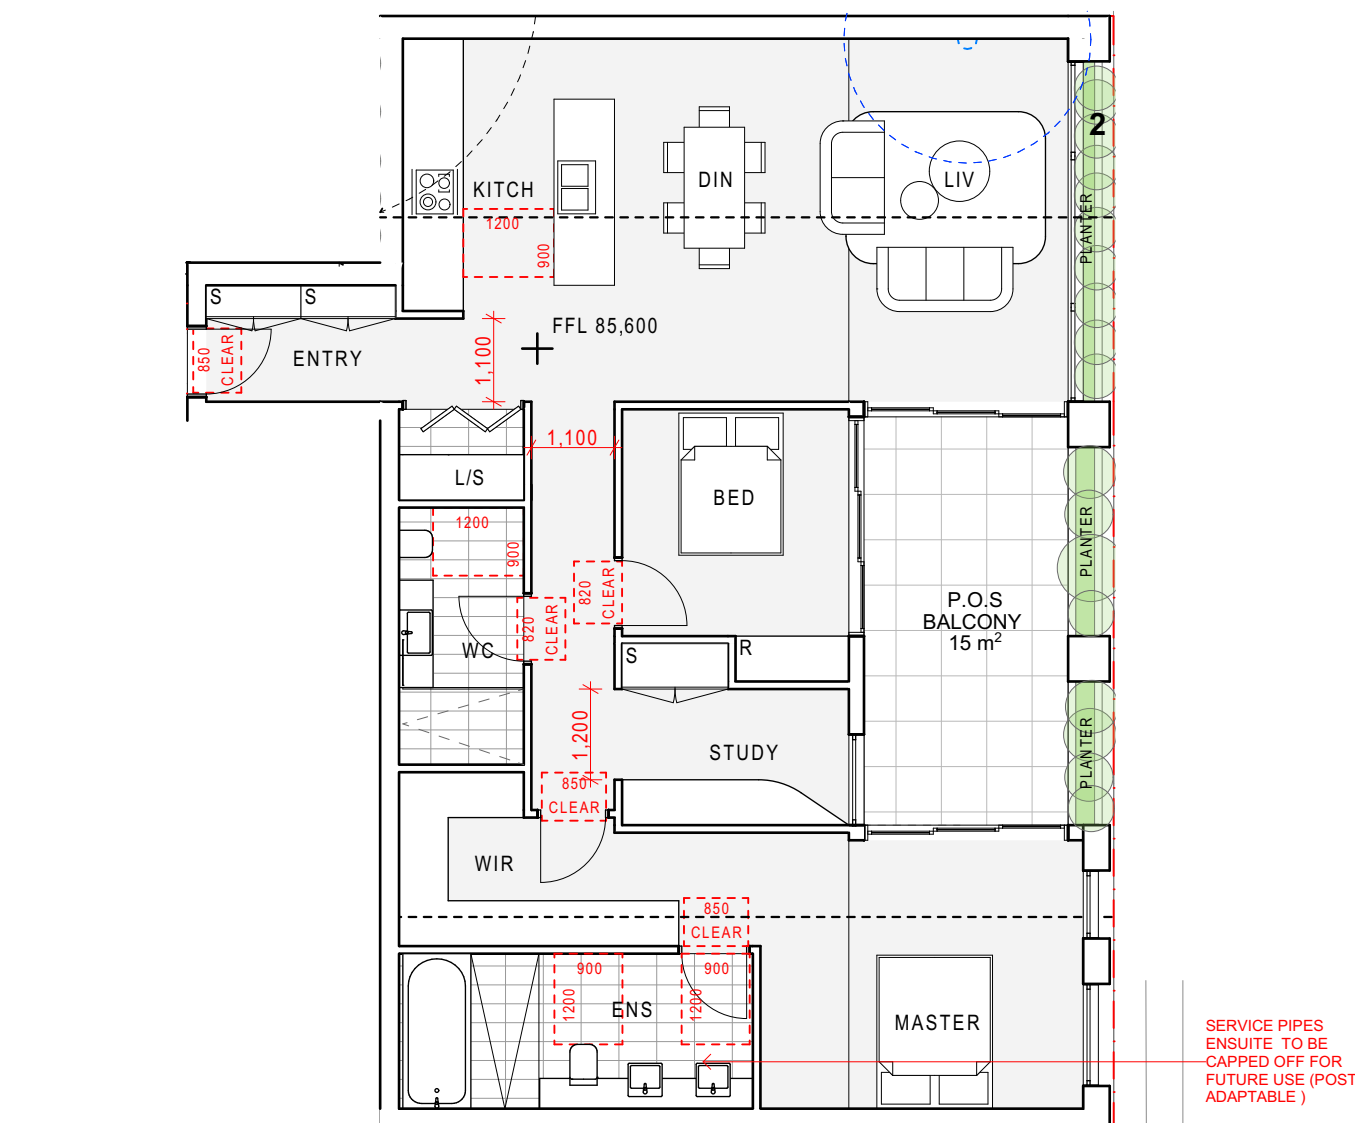 2
KITCH
DIN
LIV
1200
900
PLANTER
S
S
FFL 85,600
850
CLEAR
ENTRY
1,100
1,100
L/S
BED
1200
900
PLANTER
820
CLEAR
820
CLEAR
WC
P.O.S
BALCONY
15 m²
S
R
1,200
STUDY
PLANTER
850
CLEAR
WIR
850
CLEAR
900
900
1200
ENS
1200
MASTER
SERVICE PIPES
ENSUITE TO BE
CAPPED OFF FOR
FUTURE USE (POST
ADAPTABLE )